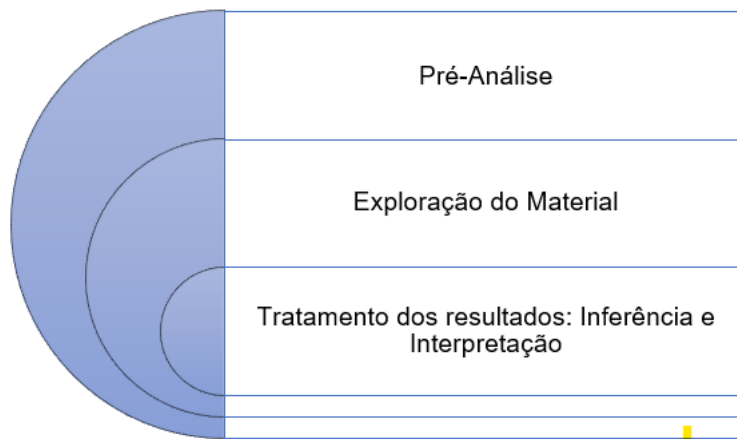 Pré-Análise
Exploração do Material
Tratamento dos resultados: Inferência e
Interpretação